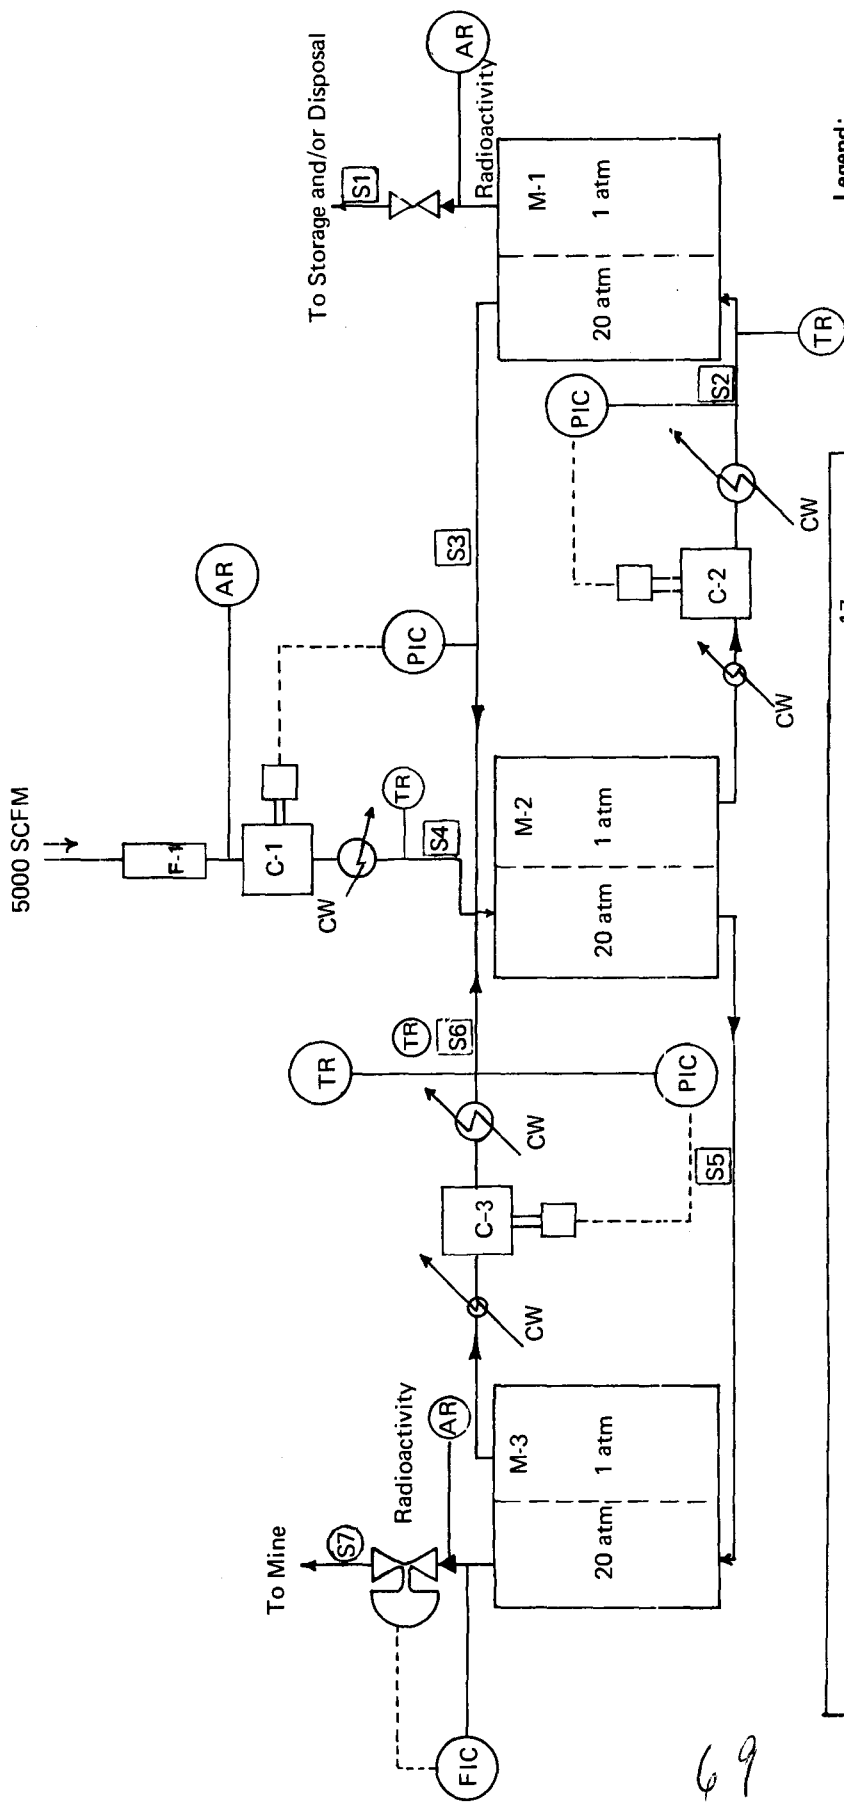 To Storage and/or Disposal
S1
AR
Radioactivity
M-1
20 atm
1 atm
S2
TR
PIC
CW
C-2
CW
S3
PIC
AR
5000 SCFM
F-1
C-1
CW
TR
S4
M-2
20 atm
1 atm
TR
TR
S6
PIC
S5
CW
C-3
CW
Radioactivity
AR
To Mine
S7
M-3
20 atm
1 atm
FIC
Legend:
69